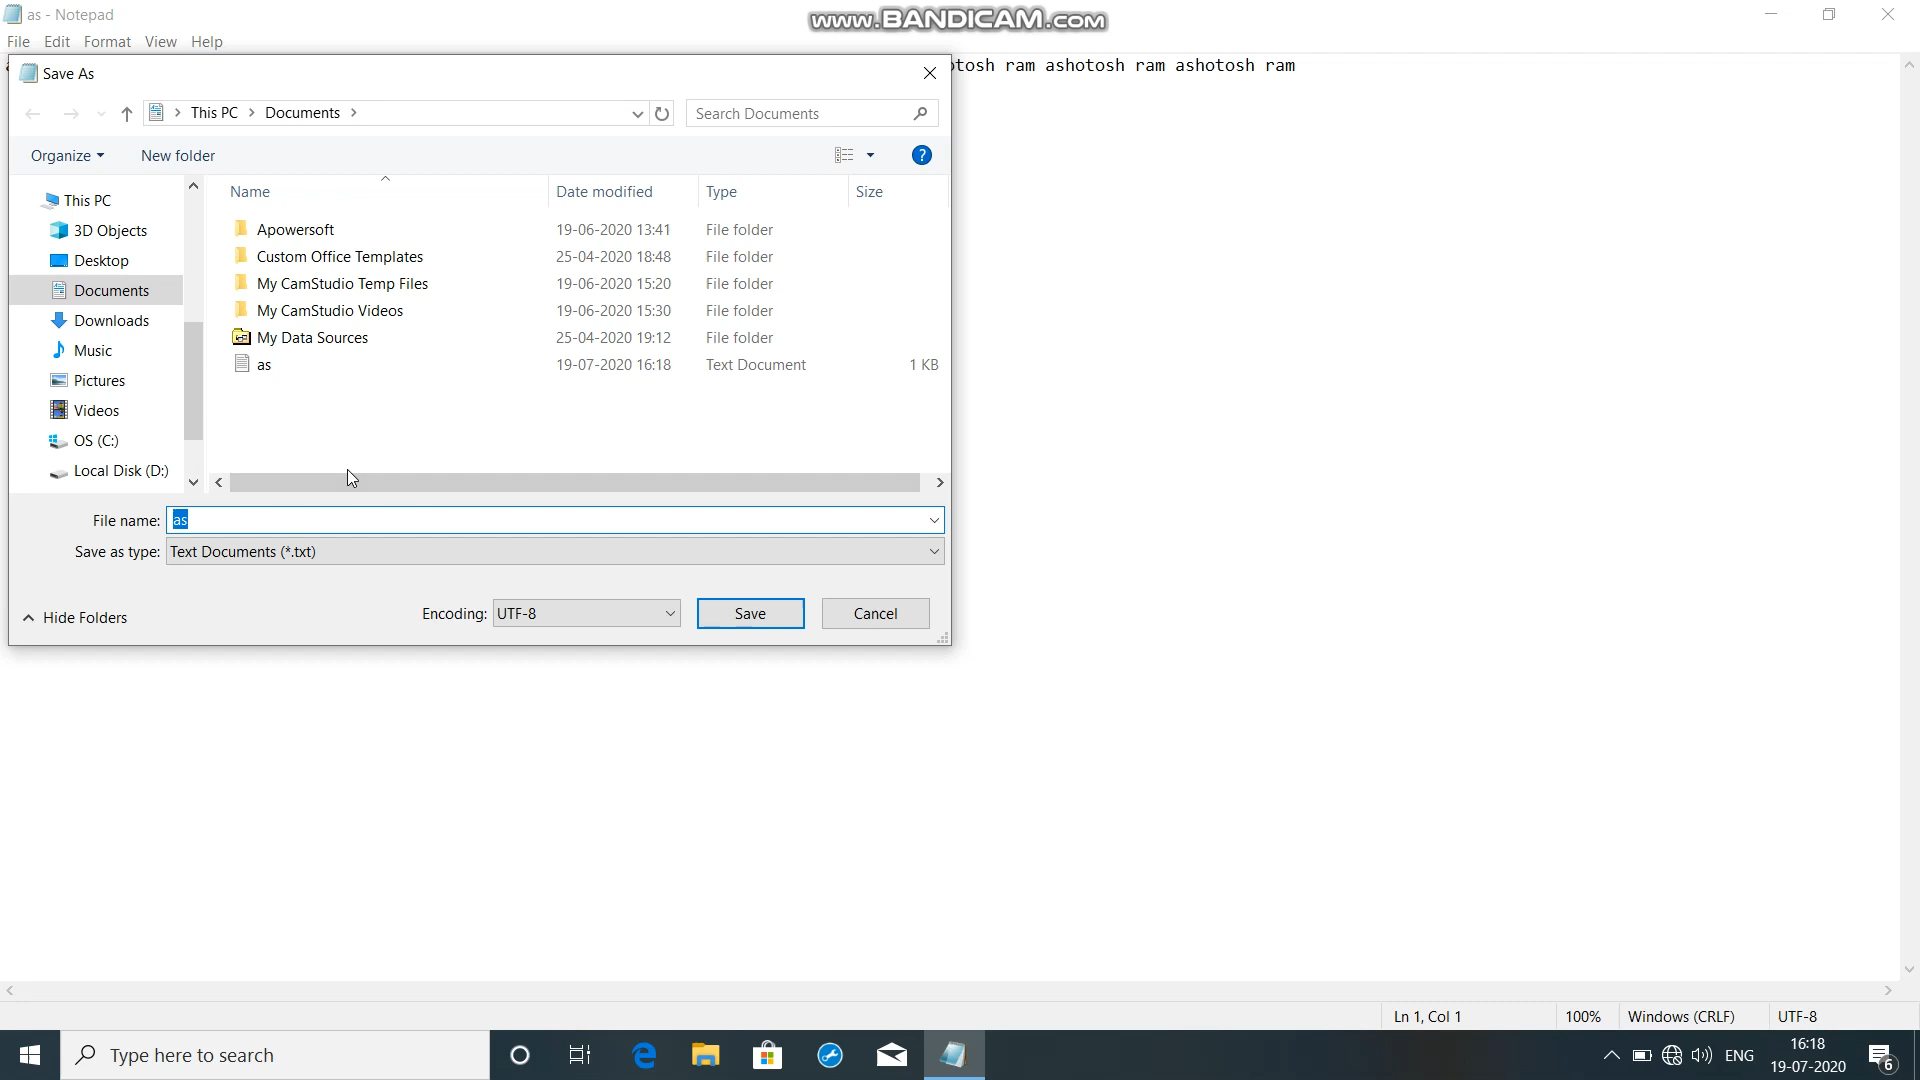 as - Notepad
www.BANDICAM.com
File Edit Format View Help
otosh ram ashotosh ram ashotosh ram
Save As
This PC Documents
Search Documents
Organize New folder
Name Date modified Type Size
This PC
3D Objects
Desktop
Documents
Downloads
Music
Pictures
Videos
OS (C:)
Local Disk (D:)
Apowersoft 19-06-2020 13:41 File folder
Custom Office Templates 25-04-2020 18:48 File folder
My CamStudio Temp Files 19-06-2020 15:20 File folder
My CamStudio Videos 19-06-2020 15:30 File folder
My Data Sources 25-04-2020 19:12 File folder
as 19-07-2020 16:18 Text Document 1 KB
File name: as
Save as type: Text Documents (*.txt)
Hide Folders
Encoding: UTF-8 Save Cancel
Ln 1, Col 1 100% Windows (CRLF) UTF-8
Type here to search
ENG
16:18
19-07-2020
6